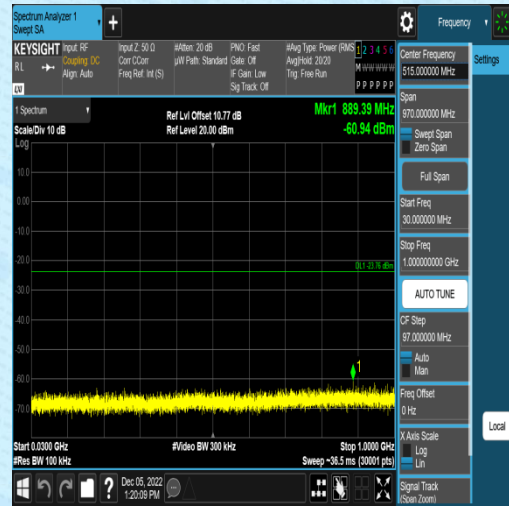 Spectrum Analyzer 1
Swept SA
Frequency
Settings
KEYSIGHT
R L
LXI
Input: RF
Coupling: DC
Align: Auto
Input Z: 50 Ω
Corr CCorr
Freq Ref: Int (S)
#Atten: 20 dB
µW Path: Standard
PNO: Fast
Gate: Off
IF Gain: Low
Sig Track: Off
#Avg Type: Power (RMS
Avg|Hold: 20/20
Trig: Free Run
1 2 3 4 5 6
M W W W W W
P P P P P P
1 Spectrum
Scale/Div 10 dB
Log
Ref Lvl Offset 10.77 dB
Ref Level 20.00 dBm
Mkr1 889.39 MHz
-60.94 dBm
10.0
0.00
-10.0
-20.0
DL1 -23.76 dBm
-30.0
-40.0
-50.0
-60.0
-70.0
1
Start 0.0300 GHz
#Res BW 100 kHz
#Video BW 300 kHz
Stop 1.0000 GHz
Sweep ~36.5 ms (30001 pts)
Dec 05, 2022
1:20:09 PM
Center Frequency
515.000000 MHz
Span
970.000000 MHz
Swept Span
Zero Span
Full Span
Start Freq
30.000000 MHz
Stop Freq
1.000000000 GHz
AUTO TUNE
CF Step
97.000000 MHz
Auto
Man
Freq Offset
0 Hz
X Axis Scale
Log
Lin
Signal Track
(Span Zoom)
Local